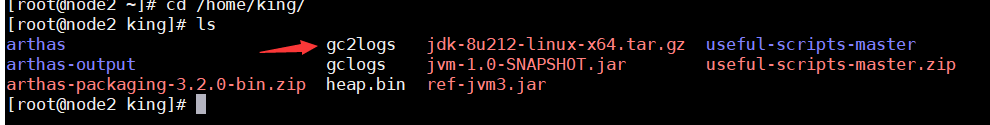 [root@node2 ~]# cd /home/king/
[root@node2 king]# ls
arthas gc2logs jdk-8u212-linux-x64.tar.gz useful-scripts-master
arthas-output gclogs jvm-1.0-SNAPSHOT.jar useful-scripts-master.zip
arthas-packaging-3.2.0-bin.zip heap.bin ref-jvm3.jar
[root@node2 king]#